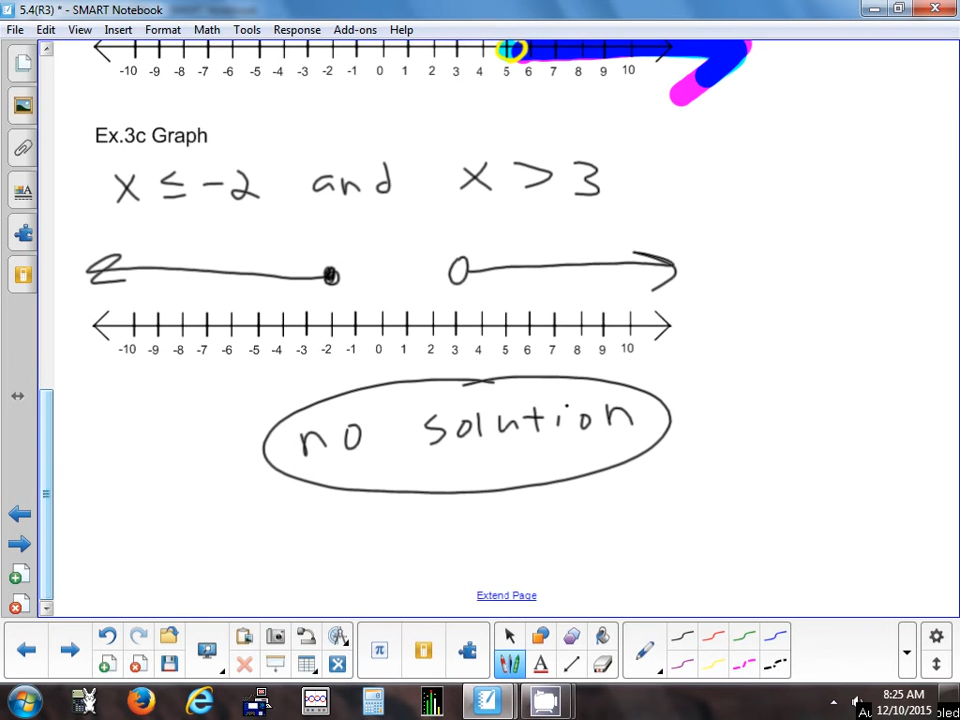 5.4(R3) * - SMART Notebook
File Edit View Insert Format Math Tools Response Add-ons Help
-10 -9 -8 -7 -6 -5 -4 -3 -2 -1 0 1 2 3 4 5 6 7 8 9 10
Ex.3c Graph
x ≤ -2 and x > 3
-10 -9 -8 -7 -6 -5 -4 -3 -2 -1 0 1 2 3 4 5 6 7 8 9 10
no solution
Extend Page
8:25 AM
12/10/2015